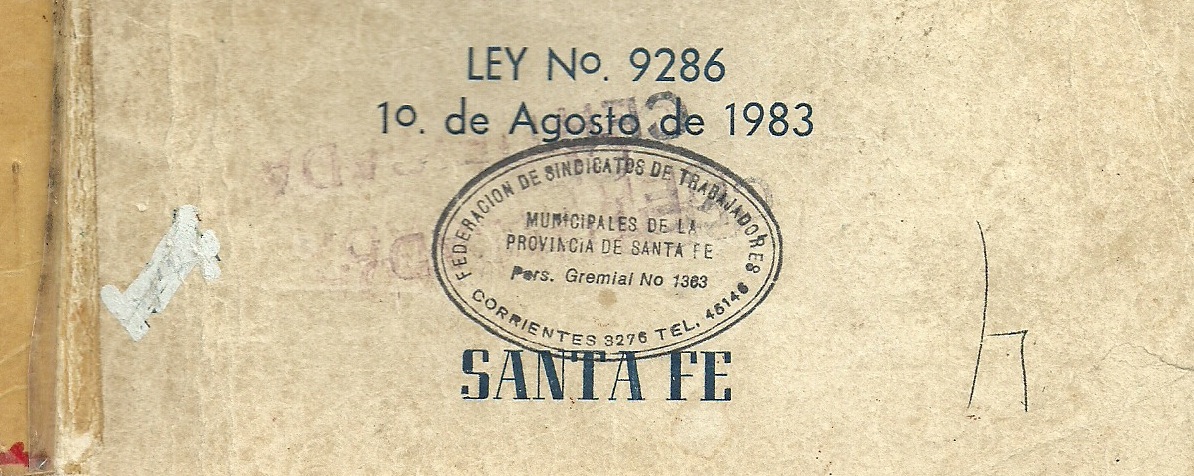 LEY Nº. 9286
1º. de Agosto de 1983
FEDERACION DE SINDICATOS DE TRABAJADORES
MUNICIPALES DE LA
PROVINCIA DE SANTA FE
Pers. Gremial No 1363
CORRIENTES 3276 TEL. 45146
SANTA FE